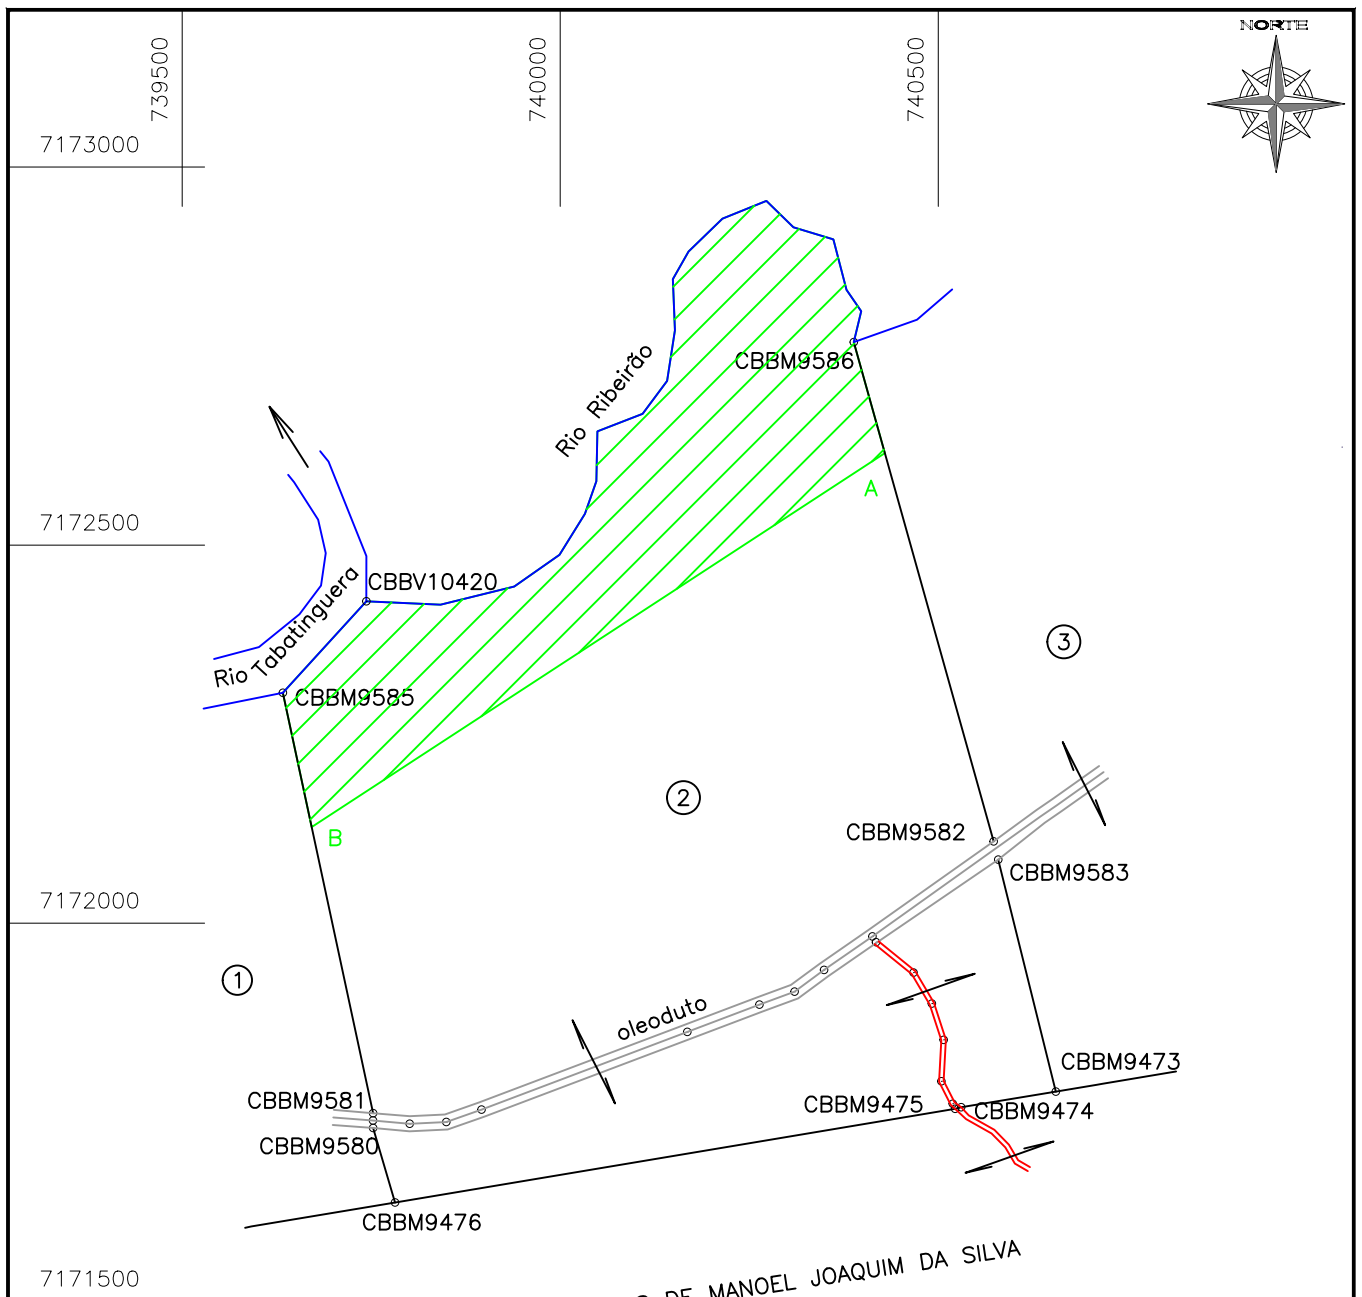 NORTE
739500
740000
740500
7173000
CBBM9586
Rio Ribeirão
A
7172500
CBBV10420
Rio Tabatinguera
3
CBBM9585
2
B
CBBM9582
CBBM9583
7172000
1
oleoduto
CBBM9473
CBBM9581
CBBM9475
CBBM9474
CBBM9580
CBBM9476
DE MANOEL JOAQUIM DA SILVA
7171500